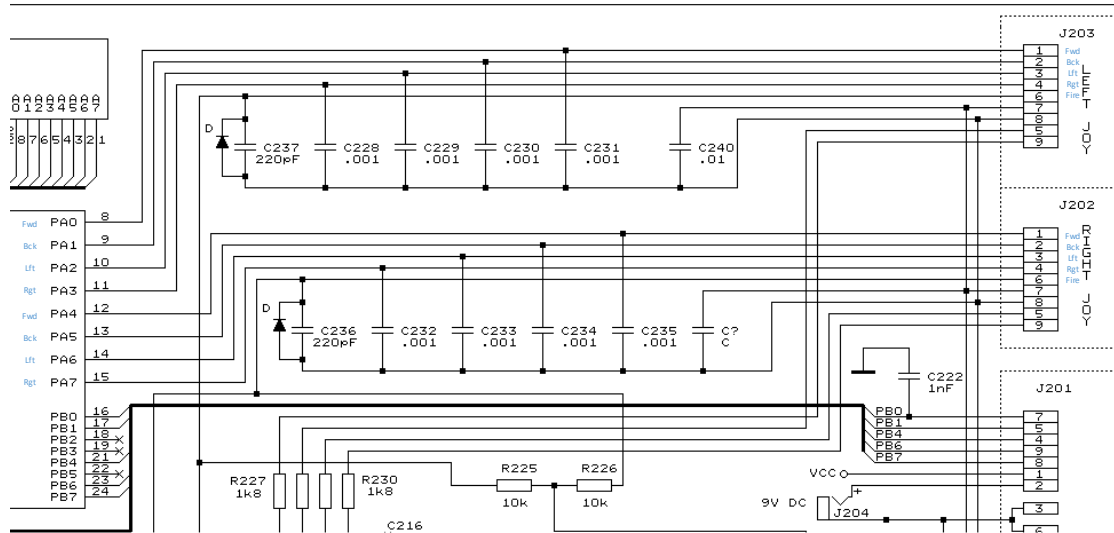 J203
1 Fwd
2 Bck
3 Lft
4 Rgt
6 Fire
7
8
5
9
LEFT JOY
A A A A A A A A
0 1 2 3 4 5 6 7
8 7 6 5 4 3 2 1
D
C237
220pF
C228
.001
C229
.001
C230
.001
C231
.001
C240
.01
J202
1 Fwd
2 Bck
3 Lft
4 Rgt
6 Fire
7
8
5
9
RIGHT JOY
Fwd PA0 8
Bck PA1 9
Lft PA2 10
Rgt PA3 11
Fwd PA4 12
Bck PA5 13
Lft PA6 14
Rgt PA7 15
D
C236
220pF
C232
.001
C233
.001
C234
.001
C235
.001
C?
C
PB0 16
PB1 17
PB2 18
PB3 19
PB4 21
PB5 22
PB6 23
PB7 24
C222
1nF
J201
PB0 7
PB1 5
PB4 4
PB6 9
PB7 8
VCC 1
2
3
6
R227
1k8
R230
1k8
R225
10k
R226
10k
9V DC
+
J204
C216